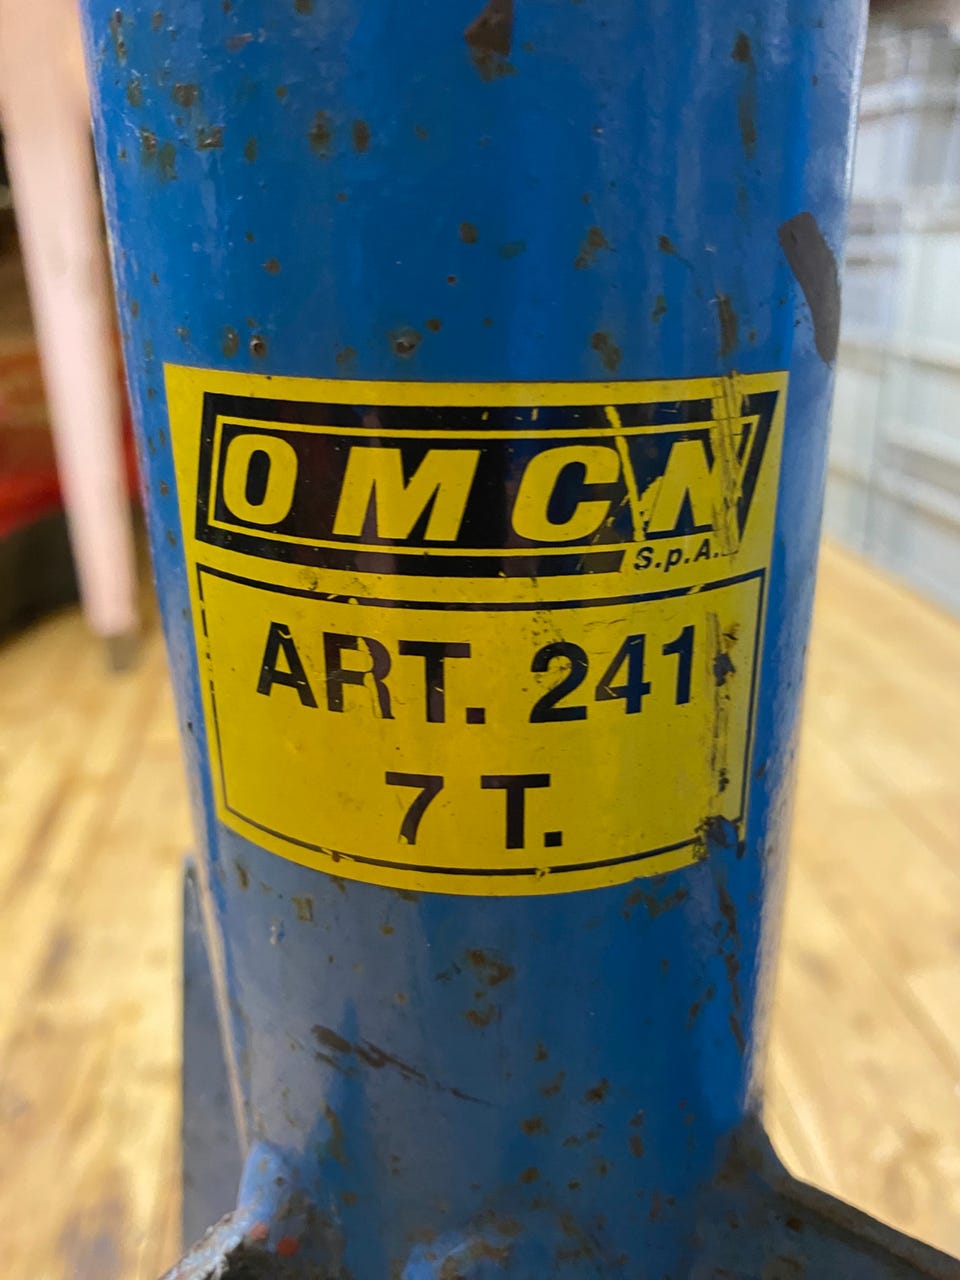 OMCN
S.p.A.
ART. 241
7 T.